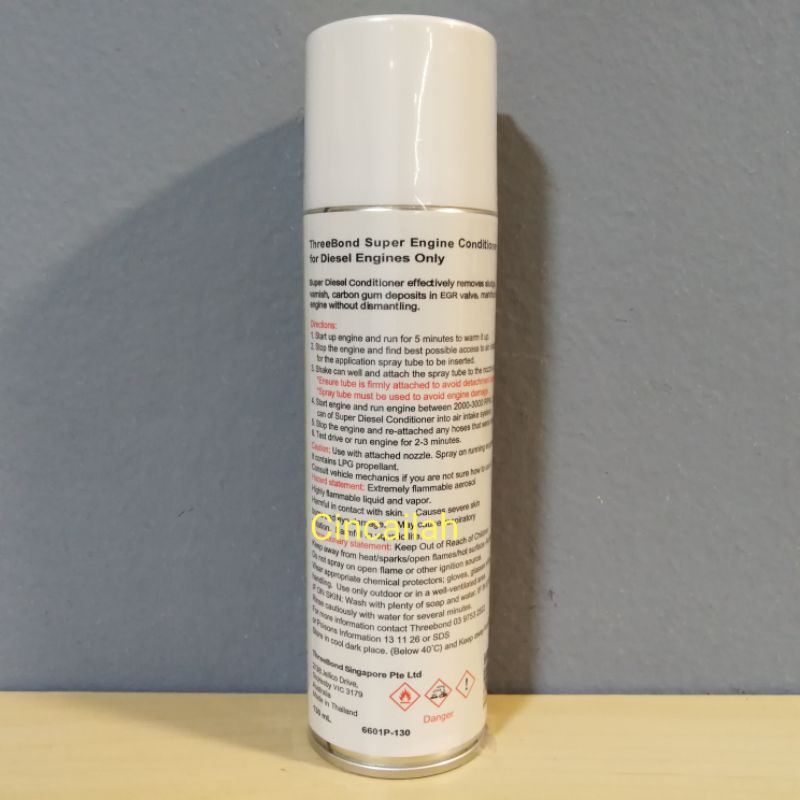 ThreeBond Super Engine Conditioner
for Diesel Engines Only
Super Diesel Conditioner effectively removes sludge,
varnish, carbon gum deposits in EGR valve,
engine without dismantling.
Directions:
1. Start up engine and run for 5 minutes to warm it up.
2. Stop the engine and find best possible access to
for the application spray tube to be inserted.
3. Shake can well and attach the spray tube to the
*Ensure tube is firmly attached to avoid detachment
*Spray tube must be used to avoid engine damage
4. Start engine and run engine between 2000-3000
can of Super Diesel Conditioner into air intake
5. Stop the engine and re-attached any hoses that
6. Test drive or run engine for 2-3 minutes.
Caution: Use with attached nozzle. Spray on running
It contains LPG propellant.
Consult vehicle mechanics if you are not sure how to
Hazard statement: Extremely flammable aerosol
Highly flammable liquid and vapor.
Harmful in contact with skin. Causes severe skin
May cause respiratory
Cincailah
statement: Keep Out of Reach of Children
Keep away from heat/sparks/open flames/hot
Do not spray on open flame or other ignition source.
Wear appropriate chemical protectors; gloves,
handling. Use only outdoor or in a well-ventilated
IF ON SKIN: Wash with plenty of soap and water.
Rinse cautiously with water for several minutes.
For more information contact Threebond 03 9753
or Poisons Information 13 11 26 or SDS
Store in cool dark place. (Below 40˚C) and Keep
ThreeBond Singapore Pte Ltd
Drive,
VIC 3179
Australia
Made in Thailand
130 mL
Danger
6601P-130